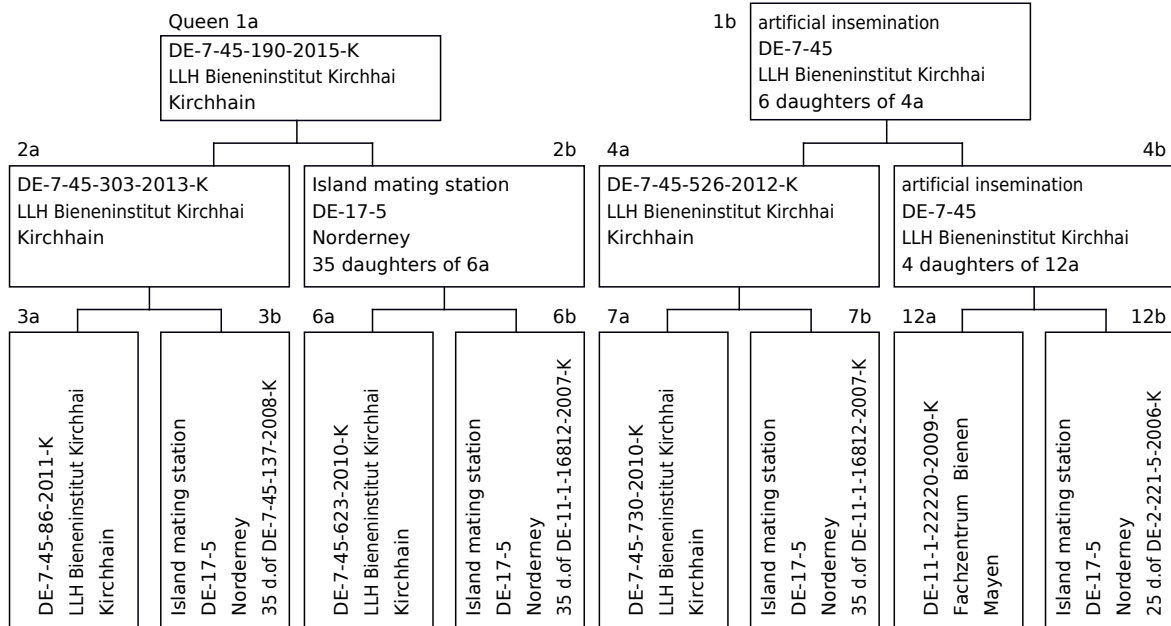 Queen 1a
DE-7-45-190-2015-K
LLH Bieneninstitut Kirchhai
Kirchhain
1b
artificial insemination
DE-7-45
LLH Bieneninstitut Kirchhai
6 daughters of 4a
2a
DE-7-45-303-2013-K
LLH Bieneninstitut Kirchhai
Kirchhain
2b
Island mating station
DE-17-5
Norderney
35 daughters of 6a
4a
DE-7-45-526-2012-K
LLH Bieneninstitut Kirchhai
Kirchhain
4b
artificial insemination
DE-7-45
LLH Bieneninstitut Kirchhai
4 daughters of 12a
3a
DE-7-45-86-2011-K
LLH Bieneninstitut Kirchhai
Kirchhain
3b
Island mating station
DE-17-5
Norderney
35 d.of DE-7-45-137-2008-K
6a
DE-7-45-623-2010-K
LLH Bieneninstitut Kirchhai
Kirchhain
6b
Island mating station
DE-17-5
Norderney
35 d.of DE-11-1-16812-2007-K
7a
DE-7-45-730-2010-K
LLH Bieneninstitut Kirchhai
Kirchhain
7b
Island mating station
DE-17-5
Norderney
35 d.of DE-11-1-16812-2007-K
12a
DE-11-1-22220-2009-K
Fachzentrum Bienen
Mayen
12b
Island mating station
DE-17-5
Norderney
25 d.of DE-2-221-5-2006-K